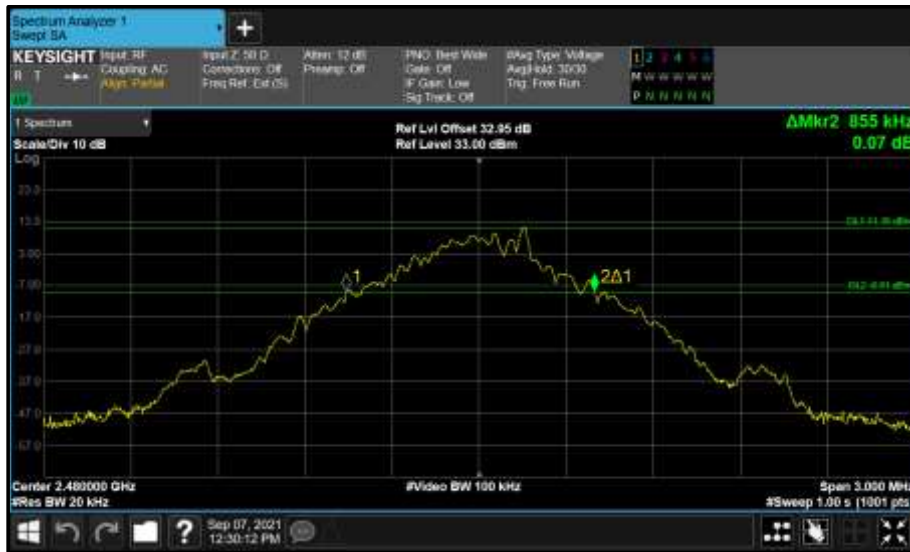 Spectrum Analyzer 1
Swept SA
+
KEYSIGHT
R T
Input: RF
Coupling: AC
Align: Partial
Input Z: 50 Ω
Corrections: Off
Freq Ref: Ext (S)
Atten: 12 dB
Preamp: Off
PNO: Best Wide
Gate: Off
IF Gain: Low
Sig Track: Off
#Avg Type: Voltage
Avg|Hold: 30/30
Trig: Free Run
1 2 3 4 5 6
M W W W W W
P N N N N N
1 Spectrum
Scale/Div 10 dB
Ref Lvl Offset 32.95 dB
Ref Level 33.00 dBm
ΔMkr2 855 kHz
0.07 dB
Log
23.0
13.0
3.00
-7.00
-17.0
-27.0
-37.0
-47.0
-57.0
1
2Δ1
Center 2.480000 GHz
#Res BW 20 kHz
#Video BW 100 kHz
Span 3.000 MHz
#Sweep 1.00 s (1001 pts
?
Sep 07, 2021
12:30:12 PM